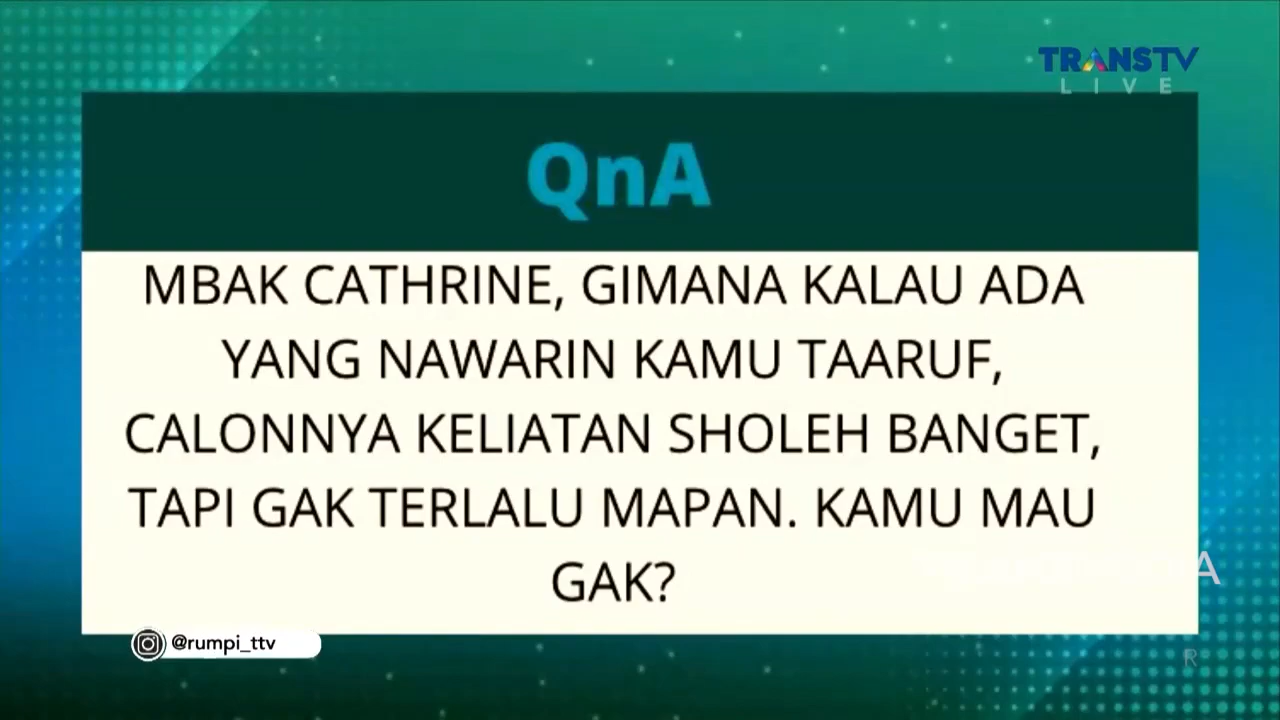 TRANSTV
LIVE
QnA
MBAK CATHRINE, GIMANA KALAU ADA
YANG NAWARIN KAMU TAARUF,
CALONNYA KELIATAN SHOLEH BANGET,
TAPI GAK TERLALU MAPAN. KAMU MAU
GAK?
@rumpi_ttv